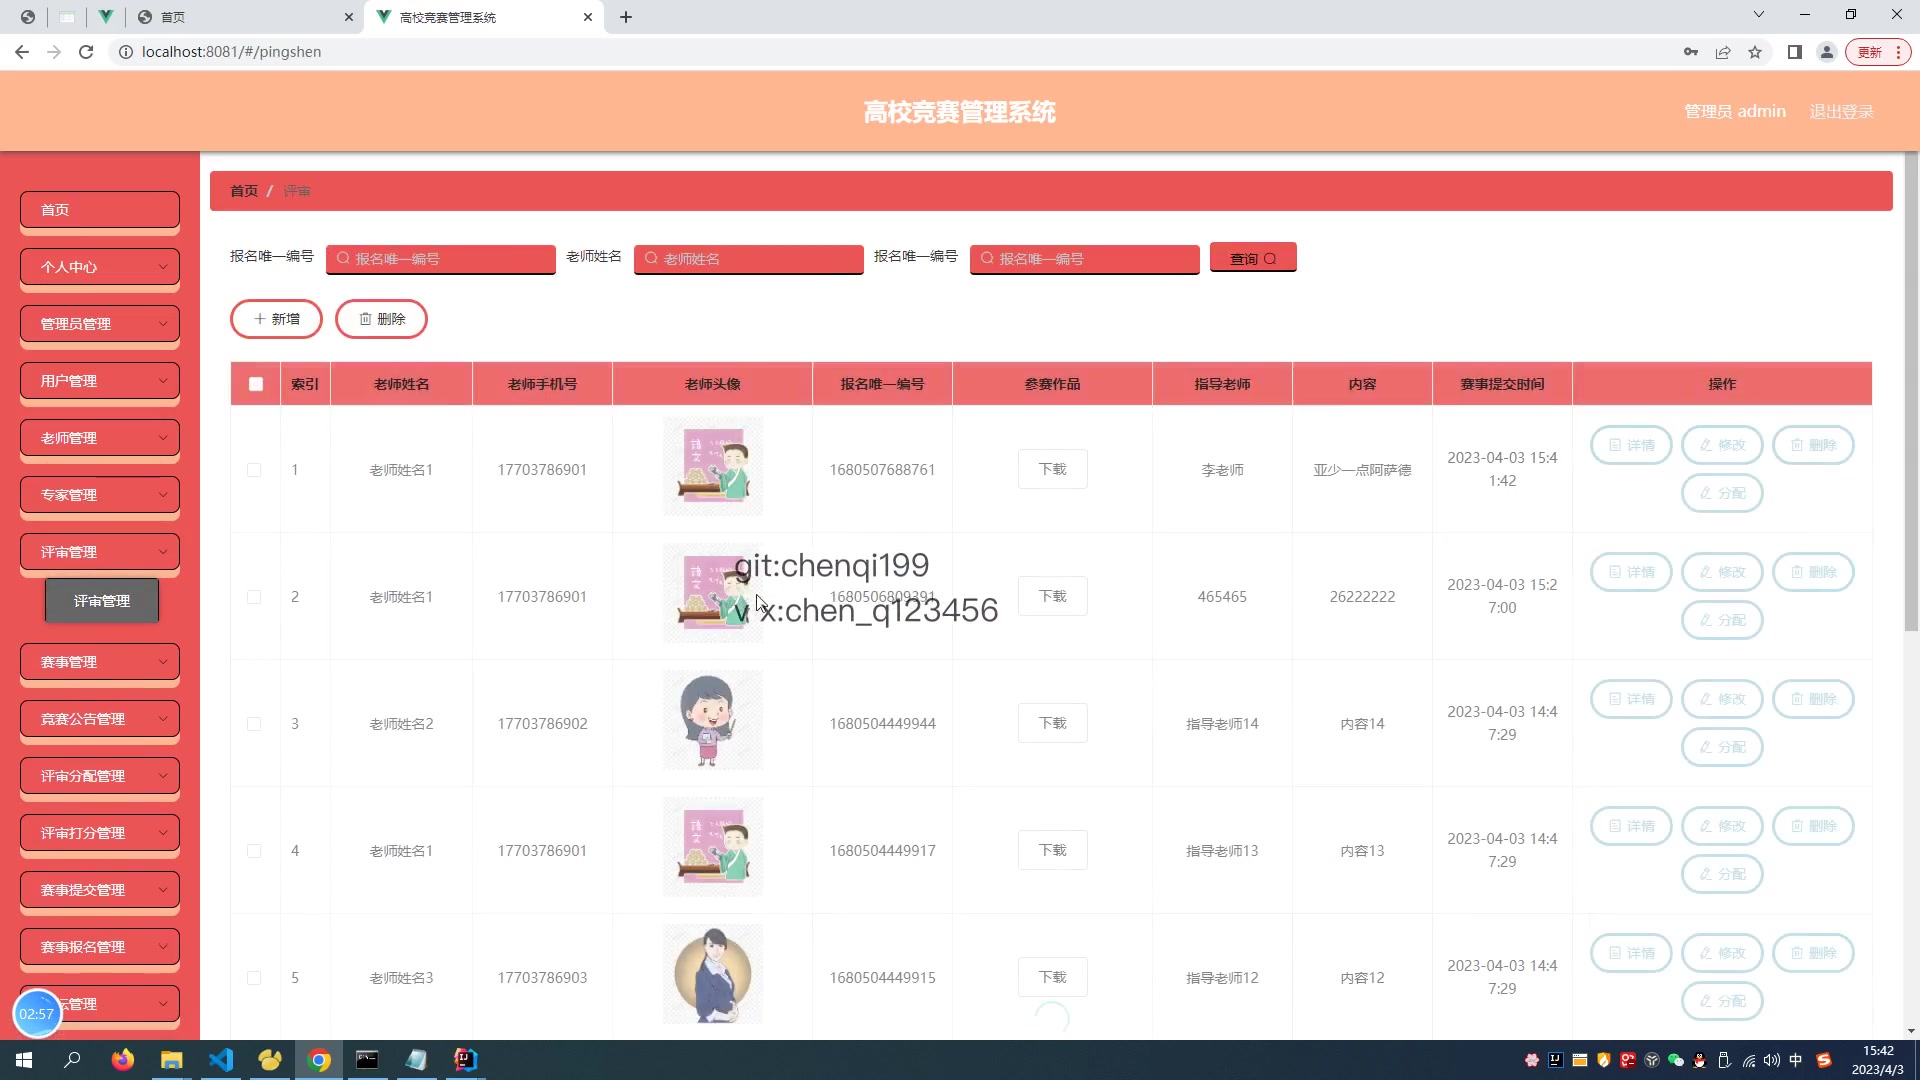 首页
高校竞赛管理系统
localhost:8081/#/pingshen
更新
高校竞赛管理系统
管理员 admin
退出登录
首页
个人中心
管理员管理
用户管理
老师管理
专家管理
评审管理
评审管理
赛事管理
竞赛公告管理
评审分配管理
评审打分管理
赛事提交管理
赛事报名管理
坛管理
02:57
首页 / 评审
报名唯一编号 报名唯一编号 老师姓名 老师姓名 报名唯一编号 报名唯一编号 查询
新增 删除
索引 老师姓名 老师手机号 老师头像 报名唯一编号 参赛作品 指导老师 内容 赛事提交时间 操作
1 老师姓名1 17703786901 1680507688761 下载 李老师 亚少一点阿萨德 2023-04-03 15:4
1:42
详情 修改 删除
分配
2 老师姓名1 17703786901 1680506809391 下载 465465 26222222 2023-04-03 15:2
7:00
详情 修改 删除
分配
git:chenqi199
v x:chen_q123456
3 老师姓名2 17703786902 1680504449944 下载 指导老师14 内容14 2023-04-03 14:4
7:29
详情 修改 删除
分配
4 老师姓名1 17703786901 1680504449917 下载 指导老师13 内容13 2023-04-03 14:4
7:29
详情 修改 删除
分配
5 老师姓名3 17703786903 1680504449915 下载 指导老师12 内容12 2023-04-03 14:4
7:29
详情 修改 删除
分配
中
15:42
2023/4/3